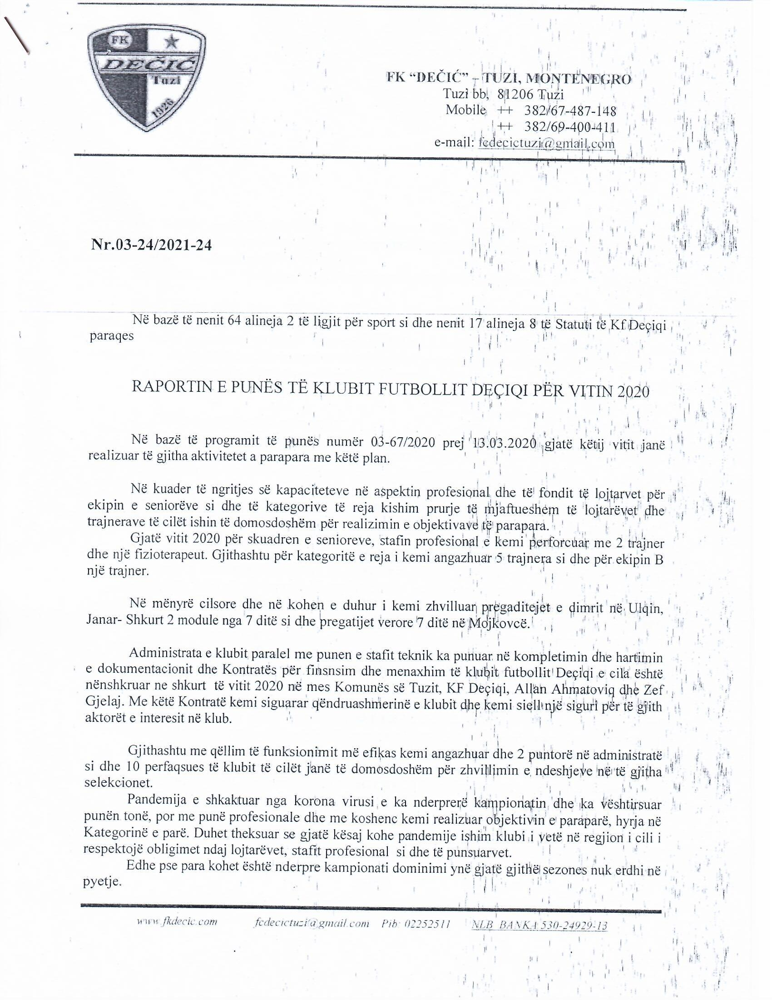 FK
DEČIĆ
Tuzi
1926
FK “DEČIĆ” – TUZI, MONTENEGRO
Tuzi bb, 81206 Tuzi
Mobile ++ 382/67-487-148
++ 382/69-400-411
e-mail: fcdecictuzi@gmail.com
Nr.03-24/2021-24
Në bazë të nenit 64 alineja 2 të ligjit për sport si dhe nenit 17 alineja 8 të Statuti të Kf Deçiqi
paraqes
RAPORTIN E PUNËS TË KLUBIT FUTBOLLIT DEÇIQI PËR VITIN 2020
Në bazë të programit të punës numër 03-67/2020 prej 13.03.2020 gjatë këtij vitit janë
realizuar të gjitha aktivitetet a parapara me këtë plan.
Në kuader të ngritjes së kapaciteteve në aspektin profesional dhe të fondit të lojtarvet për
ekipin e seniorëve si dhe të kategorive të reja kishim prurje të mjaftueshem të lojtarëvet dhe
trajnerave të cilët ishin të domosdoshëm për realizimin e objektivave të parapara.
Gjatë vitit 2020 për skuadren e senioreve, stafin profesional e kemi perforcuar me 2 trajner
dhe një fizioterapeut. Gjithashtu për kategoritë e reja i kemi angazhuar 5 trajnera si dhe për ekipin B
një trajner.
Në mënyrë cilsore dhe në kohen e duhur i kemi zhvilluar pregaditejet e dimrit në Ulqin,
Janar- Shkurt 2 module nga 7 ditë si dhe pregatijet verore 7 ditë në Mojkovcë.
Administrata e klubit paralel me punen e stafit teknik ka punuar në kompletimin dhe hartimin
e dokumentacionit dhe Kontratës për finsnsim dhe menaxhim të klubit futbollit Deçiqi e cila është
nënshkruar ne shkurt të vitit 2020 në mes Komunës së Tuzit, KF Deçiqi, Allan Ahmatoviq dhe Zef
Gjelaj. Me këtë Kontratë kemi siguarar qëndruashmerinë e klubit dhe kemi siell një siguri për të gjith
aktorët e interesit në klub.
Gjithashtu me qëllim të funksionimit më efikas kemi angazhuar dhe 2 puntorë në administratë
si dhe 10 perfaqsues të klubit të cilët janë të domosdoshëm për zhvillimin e ndeshjeve në të gjitha
selekcionet.
Pandemija e shkaktuar nga korona virusi e ka nderprerë kampionatin dhe ka vështirsuar
punën tonë, por me punë profesionale dhe me koshenc kemi realizuar objektivin e paraparë, hyrja në
Kategorinë e parë. Duhet theksuar se gjatë kësaj kohe pandemije ishim klubi i vetë në regjion i cili i
respektojë obligimet ndaj lojtarëvet, stafit profesional si dhe të punsuarvet.
Edhe pse para kohet është nderpre kampionati dominimi ynë gjatë gjithë sezones nuk erdhi në
pyetje.
www.fkdecic.com fcdecictuzi@gmail.com Pib: 02252511 NLB BANKA 530-24929-13